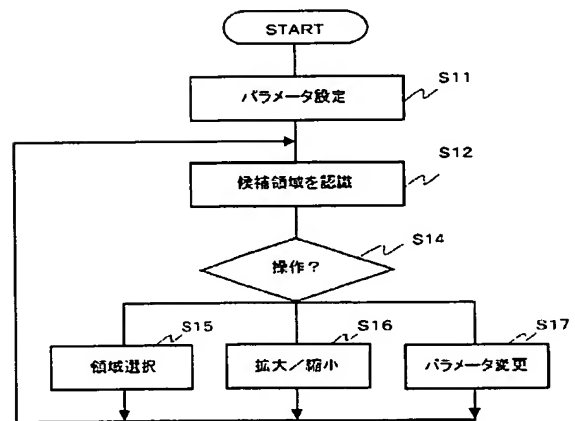 START
S11
パラメータ設定
S12
候補領域を認識
S14
操作？
S15
領域選択
S16
拡大／縮小
S17
パラメータ変更